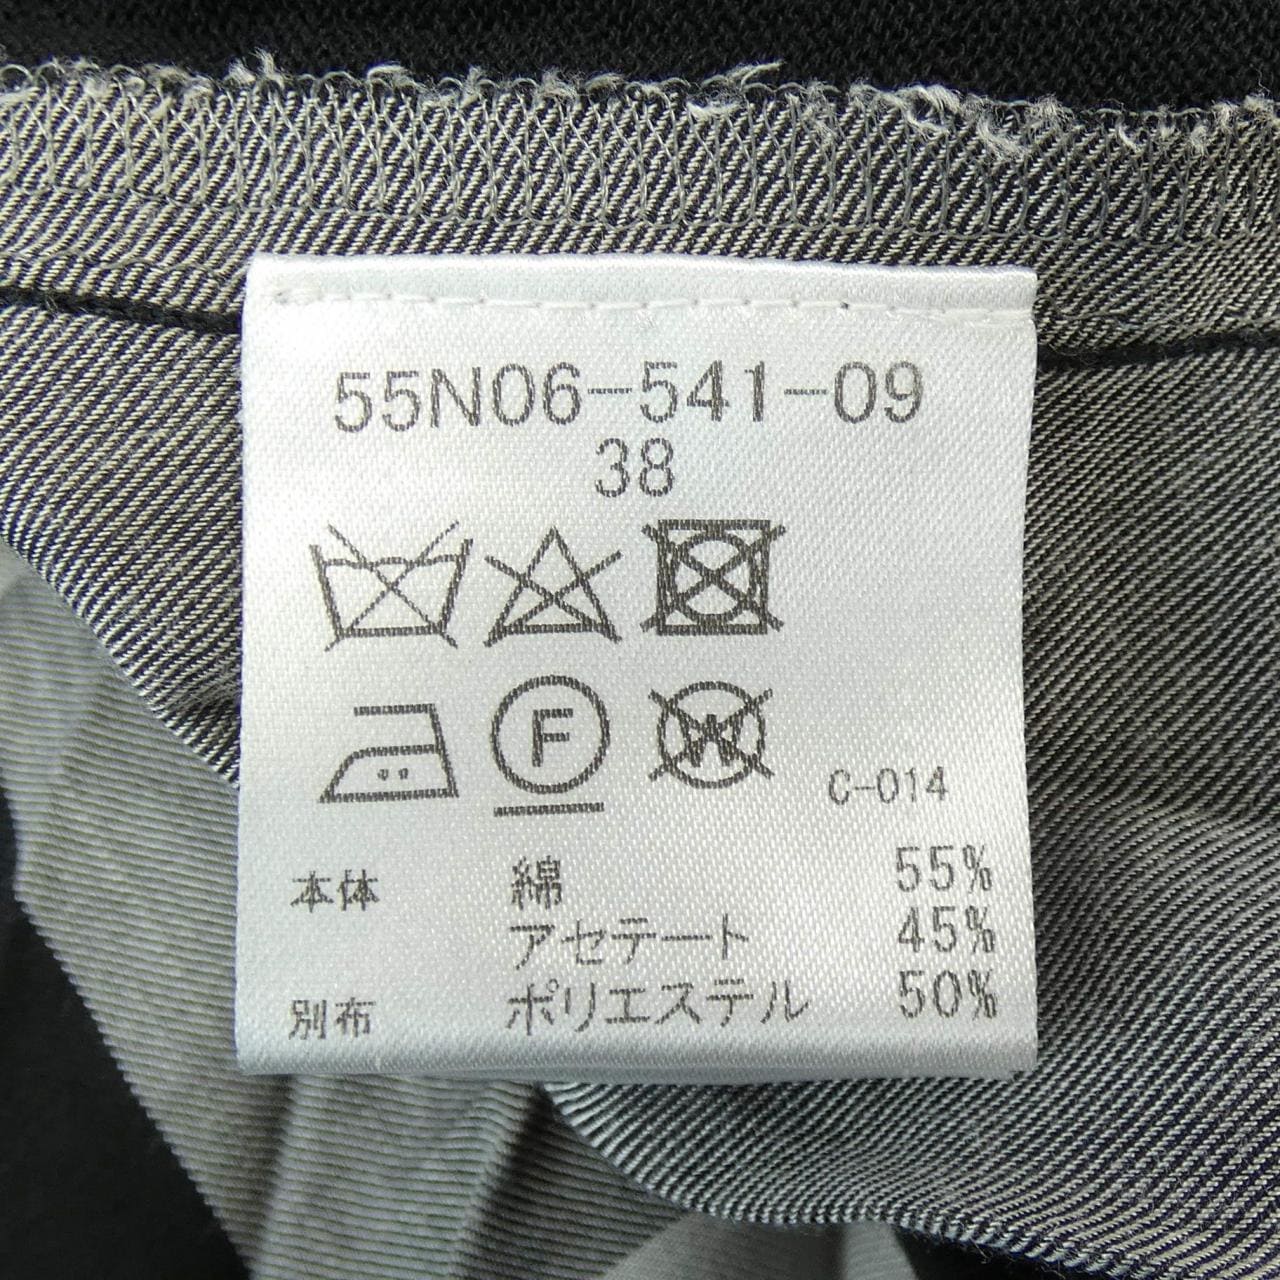 55N06-541-09
38
F W
C-014
本体 綿 55%
アセテート 45%
別布 ポリエステル 50%